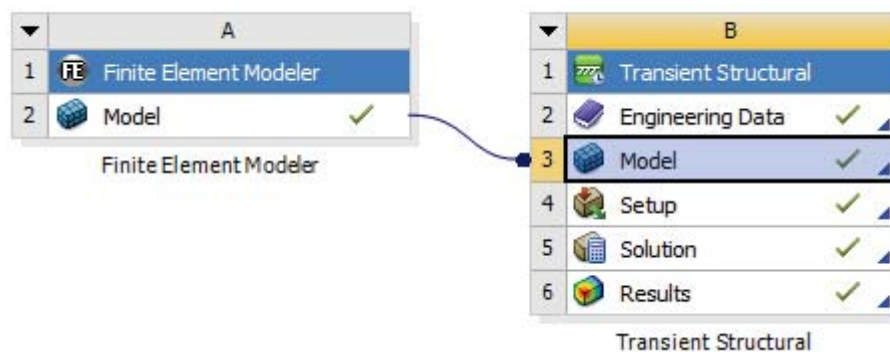 A
1 FE Finite Element Modeler
2 Model
Finite Element Modeler
B
1 Transient Structural
2 Engineering Data
3 Model
4 Setup
5 Solution
6 Results
Transient Structural